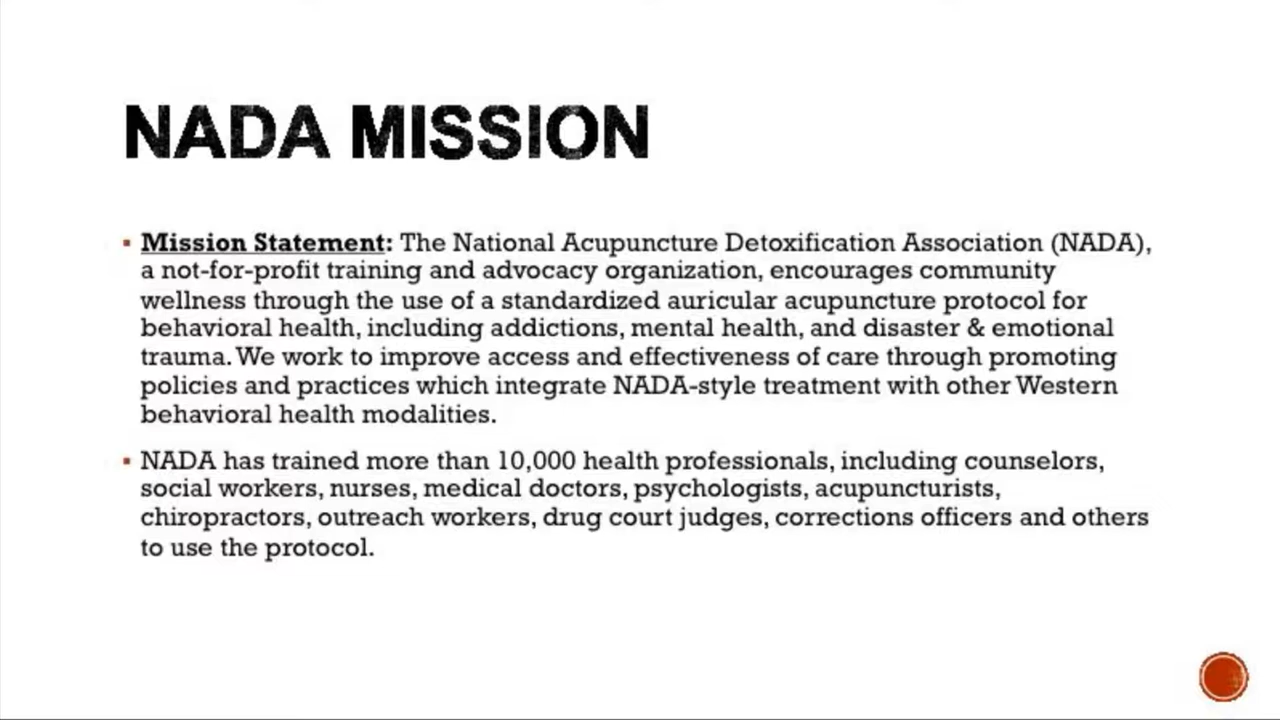 NADA MISSION
▪ Mission Statement: The National Acupuncture Detoxification Association (NADA),
a not-for-profit training and advocacy organization, encourages community
wellness through the use of a standardized auricular acupuncture protocol for
behavioral health, including addictions, mental health, and disaster & emotional
trauma. We work to improve access and effectiveness of care through promoting
policies and practices which integrate NADA-style treatment with other Western
behavioral health modalities.
▪ NADA has trained more than 10,000 health professionals, including counselors,
social workers, nurses, medical doctors, psychologists, acupuncturists,
chiropractors, outreach workers, drug court judges, corrections officers and others
to use the protocol.